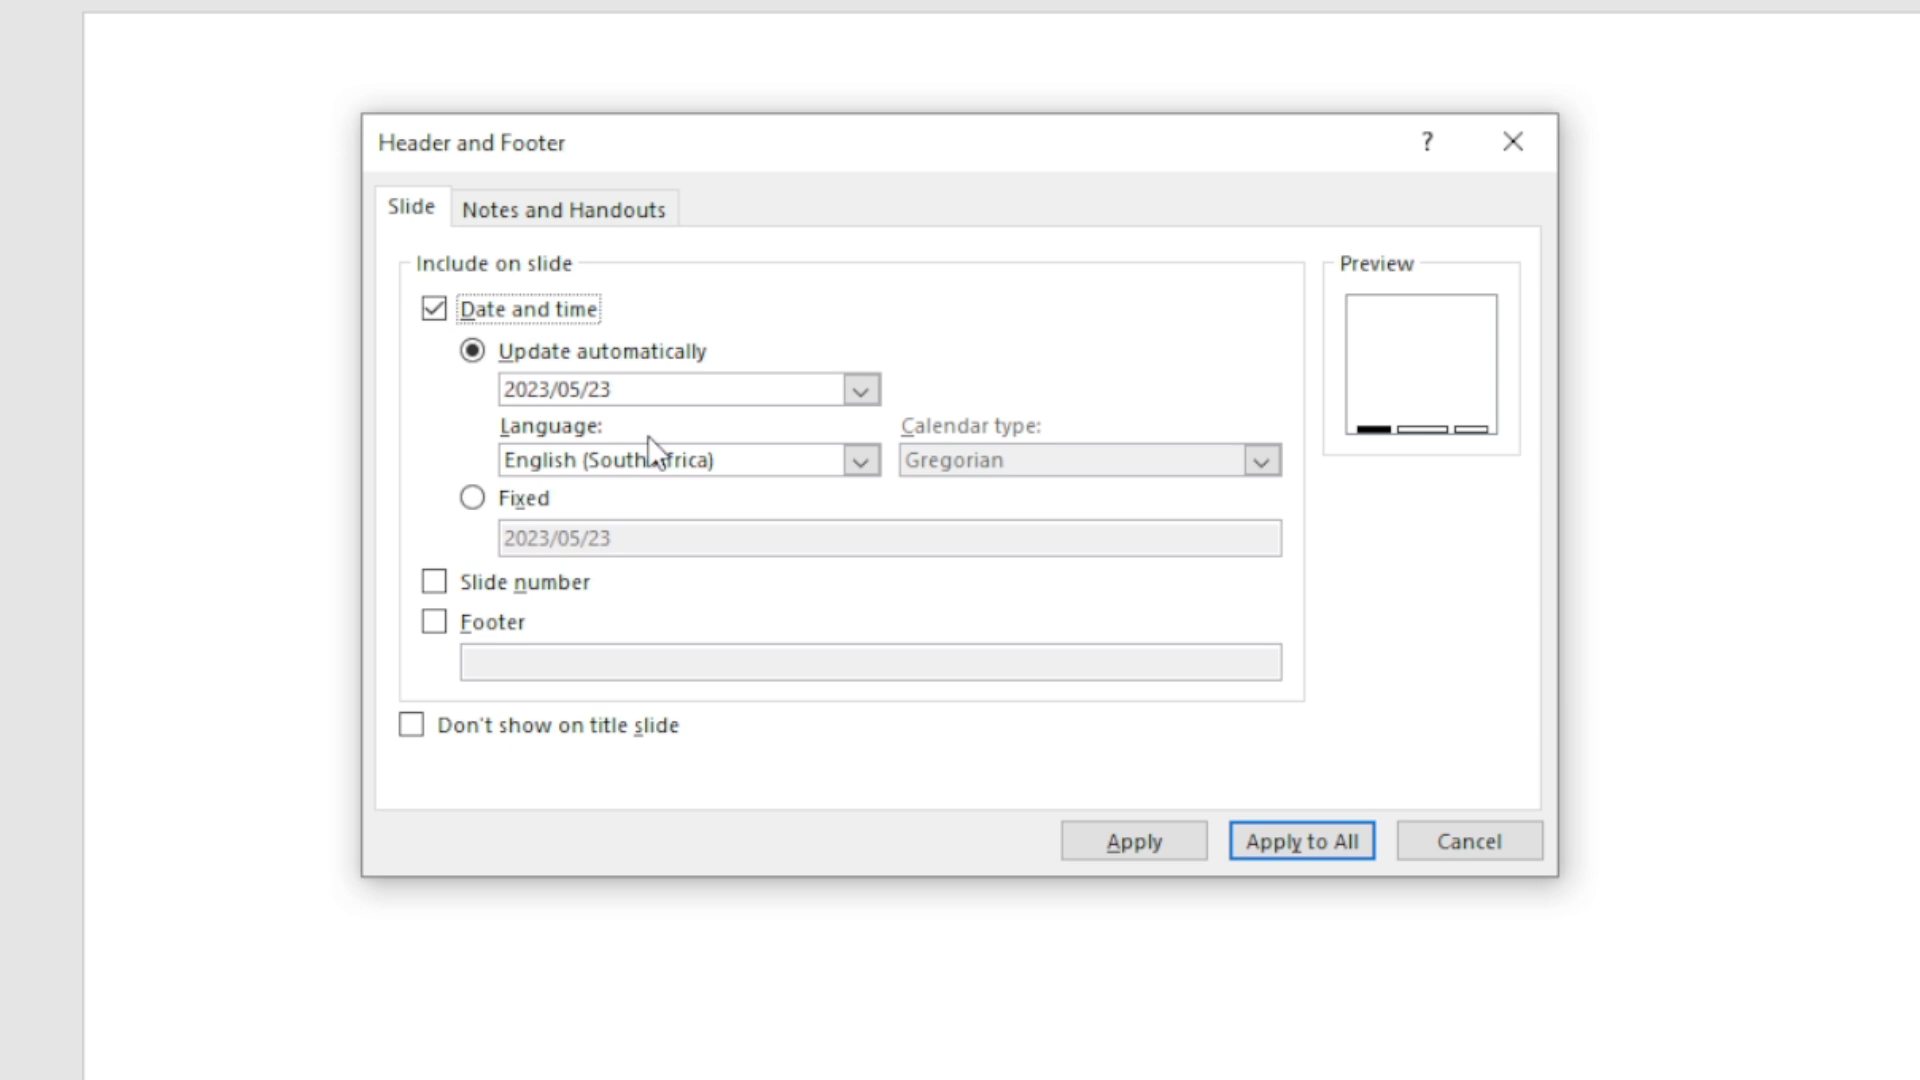 Header and Footer ?
Slide Notes and Handouts
Include on slide Preview
Date and time
Update automatically
2023/05/23
Language: Calendar type:
English (South Africa) Gregorian
Fixed
2023/05/23
Slide number
Footer
Don't show on title slide
Apply Apply to All Cancel